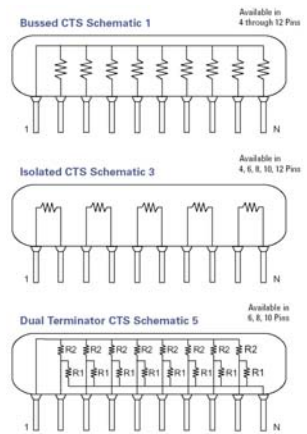 Bussed CTS Schematic 1
Available in
4 through 12 Pins
1 N
Isolated CTS Schematic 3
Available in
4, 6, 8, 10, 12 Pins
1 N
Dual Terminator CTS Schematic 5
Available in
6, 8, 10 Pins
R2 R2 R2 R2 R2 R2 R2 R2
R1 R1 R1 R1 R1 R1 R1 R1
1 N